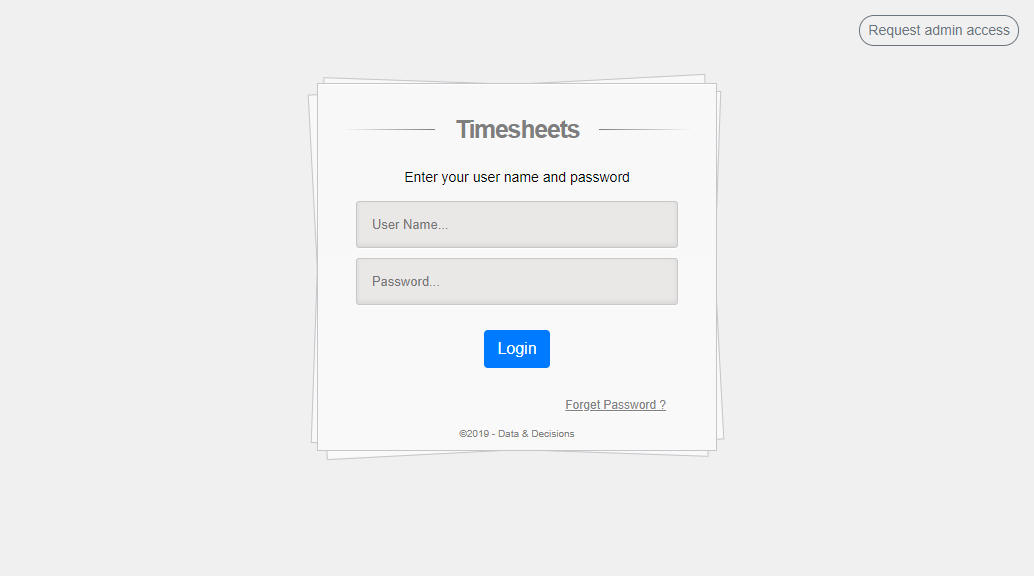 Request admin access
Timesheets
Enter your user name and password
User Name...
Password...
Login
Forget Password ?
©2019 - Data & Decisions